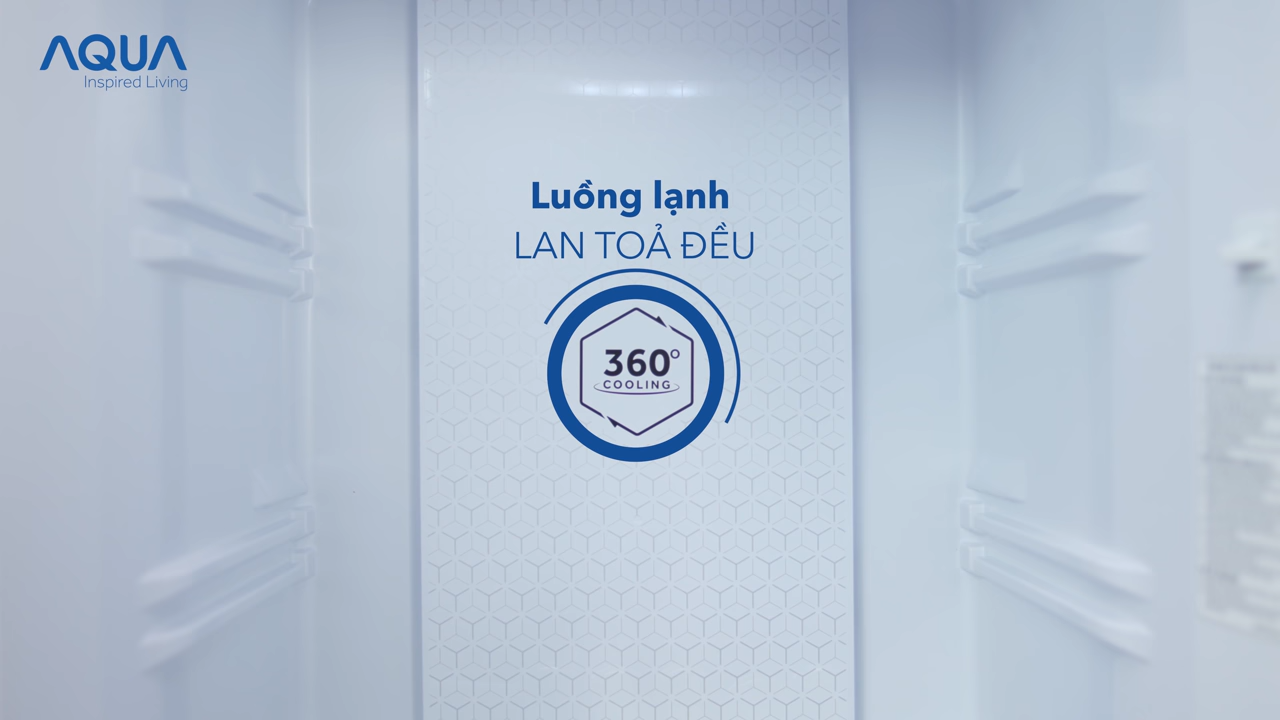 AQUA
Inspired Living
Luồng lạnh
LAN TOẢ ĐỀU
360°
COOLING